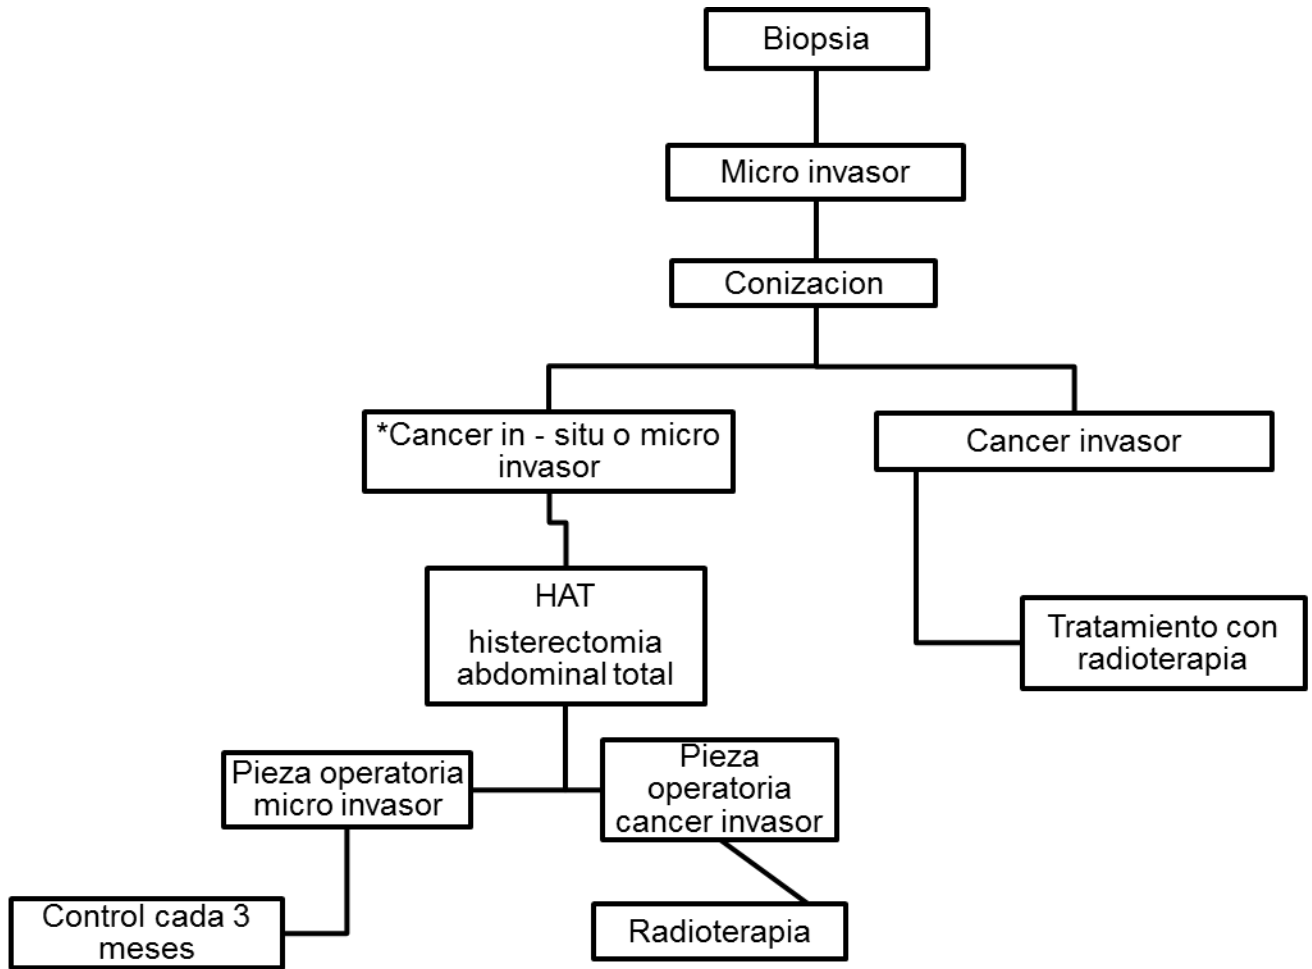 Biopsia
Micro invasor
Conizacion
*Cancer in - situ o micro
invasor
Cancer invasor
HAT
histerectomia
abdominal total
Tratamiento con
radioterapia
Pieza operatoria
micro invasor
Pieza
operatoria
cancer invasor
Control cada 3
meses
Radioterapia